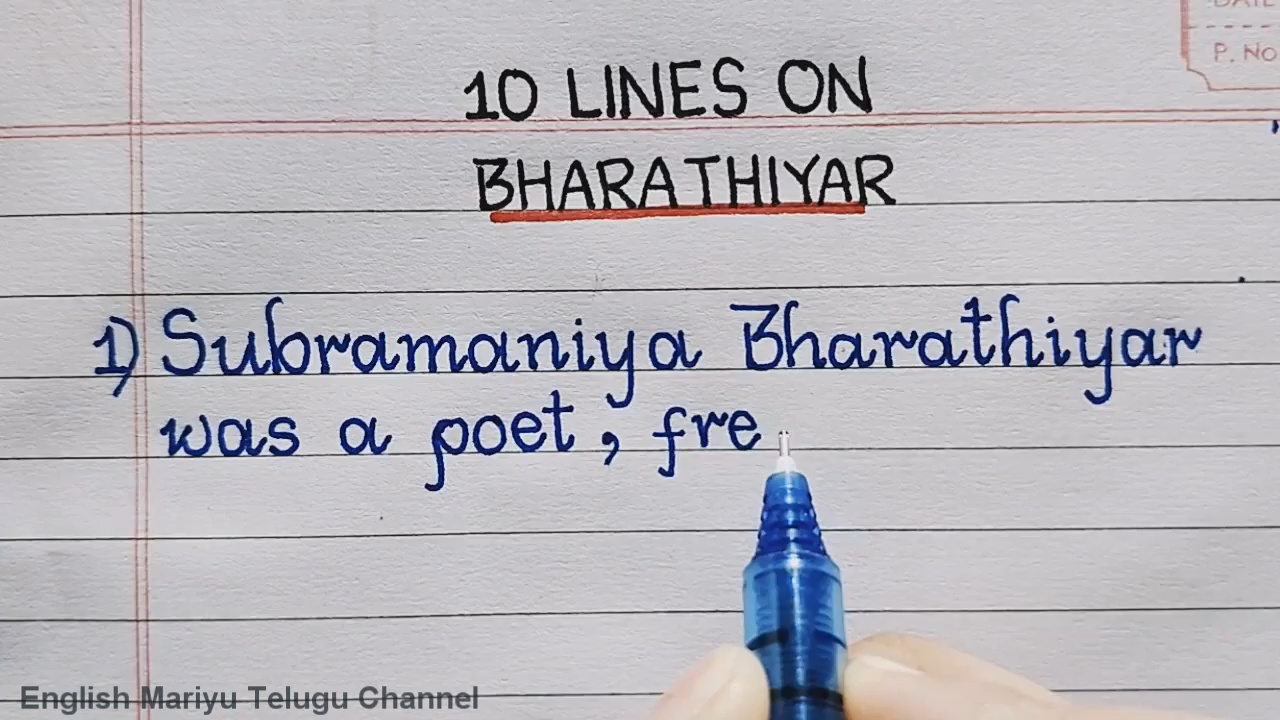 P. No
10 LINES ON
BHARATHIYAR
1) Subramaniya Bharathiyar
was a poet, fre
English Mariyu Telugu Channel